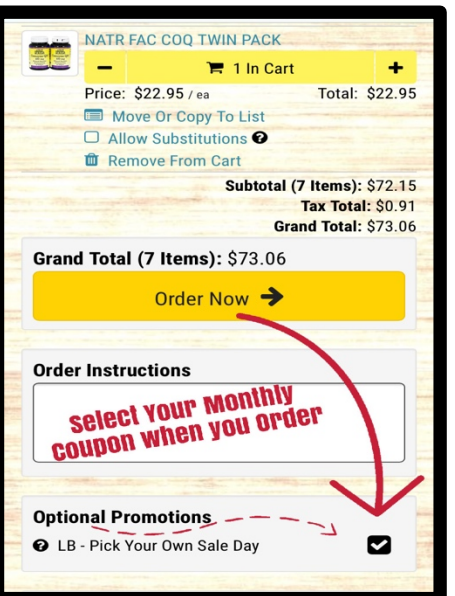 NATR FAC COQ TWIN PACK
1 In Cart
Price: $22.95 / ea Total: $22.95
Move Or Copy To List
Allow Substitutions
Remove From Cart
Subtotal (7 Items): $72.15
Tax Total: $0.91
Grand Total: $73.06
Grand Total (7 Items): $73.06
Order Now
Order Instructions
Select Your Monthly
coupon when you order
Optional Promotions
LB - Pick Your Own Sale Day